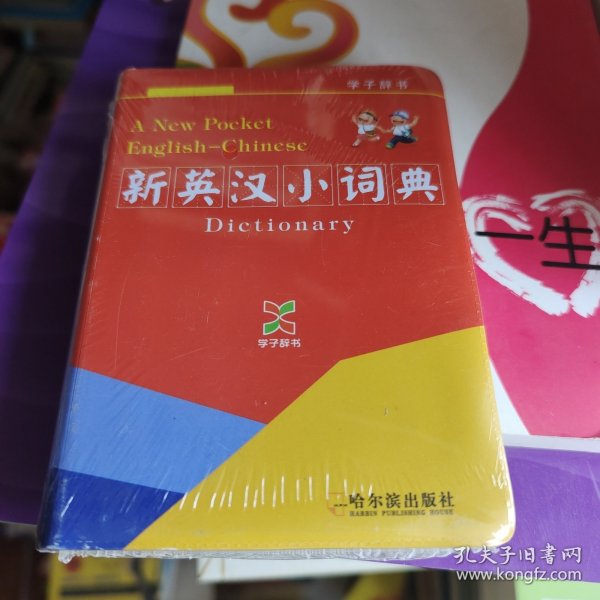 学子辞书
A New Pocket
English-Chinese
新英汉小词典
Dictionary
学子辞书
哈尔滨出版社
HARBIN PUBLISHING HOUSE
一生
孔夫子旧书网
www.kongfz.com